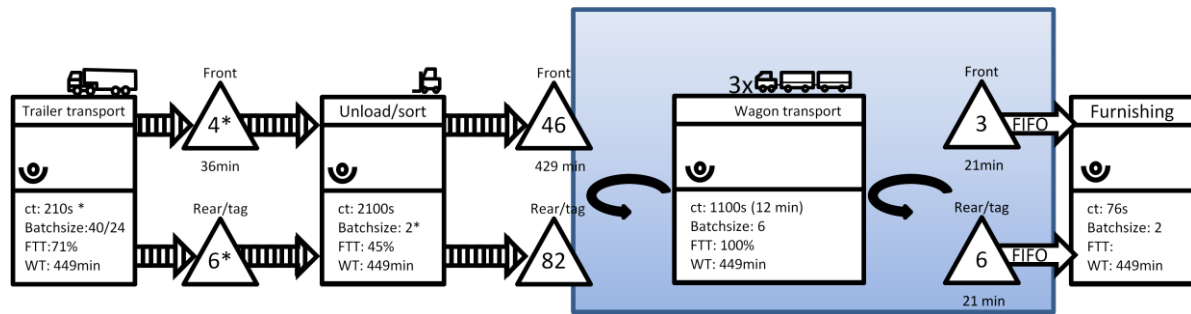 Trailer transport
ct: 210s *
Batchsize:40/24
FTT:71%
WT: 449min
Front
4*
36min
Rear/tag
6*
Unload/sort
ct: 2100s
Batchsize: 2*
FTT: 45%
WT: 449min
Front
46
429 min
Rear/tag
82
3x
Wagon transport
ct: 1100s (12 min)
Batchsize: 6
FTT: 100%
WT: 449min
Front
3
21min
Rear/tag
6
21 min
FIFO
FIFO
Furnishing
ct: 76s
Batchsize: 2
FTT:
WT: 449min